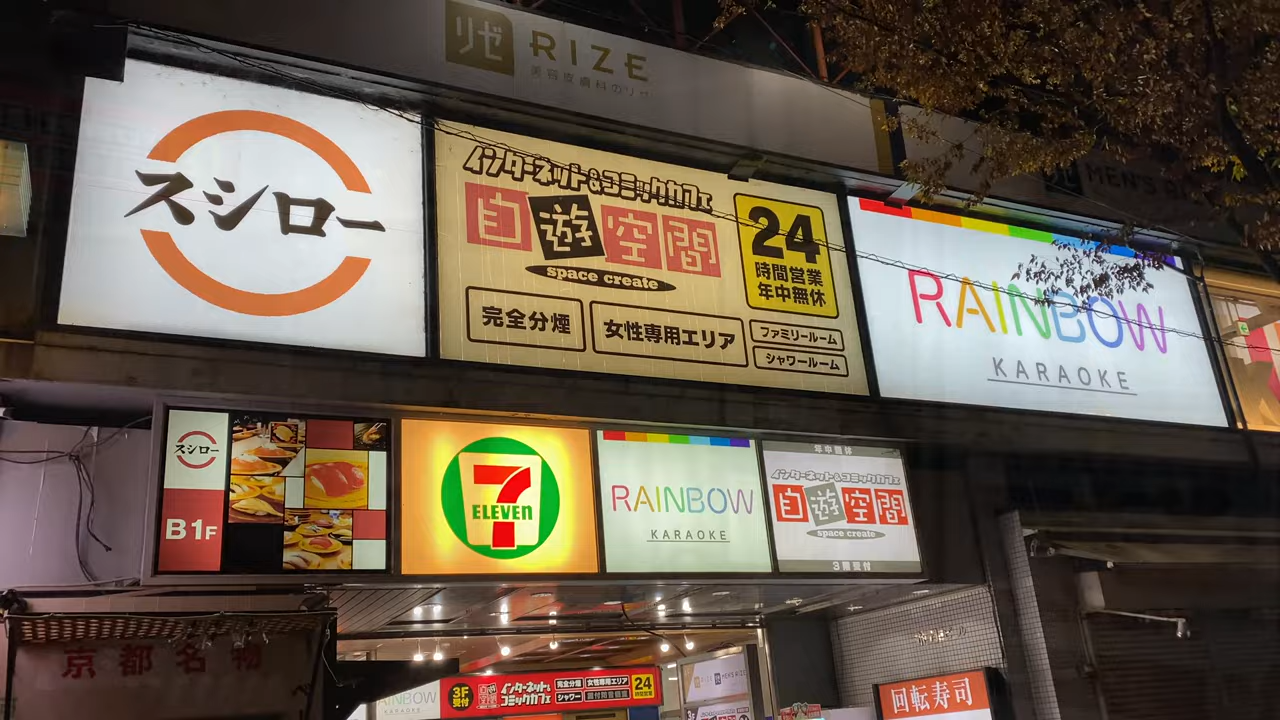 リゼ
RIZE
美容皮膚科のリゼ
MEN'S
スシロー
インターネット&コミックカフェ
自遊空間
space create
24
時間営業
年中無休
完全分煙
女性専用エリア
ファミリールーム
シャワールーム
RAINBOW
KARAOKE
スシロー
B1F
7
ELEVEn
RAINBOW
KARAOKE
年中無休
インターネット&コミックカフェ
自遊空間
space create
3階受付
京都名物
3F
受付
インターネット&
コミックカフェ
完全分煙
女性専用エリア
シャワー
24
時間営業
回転寿司